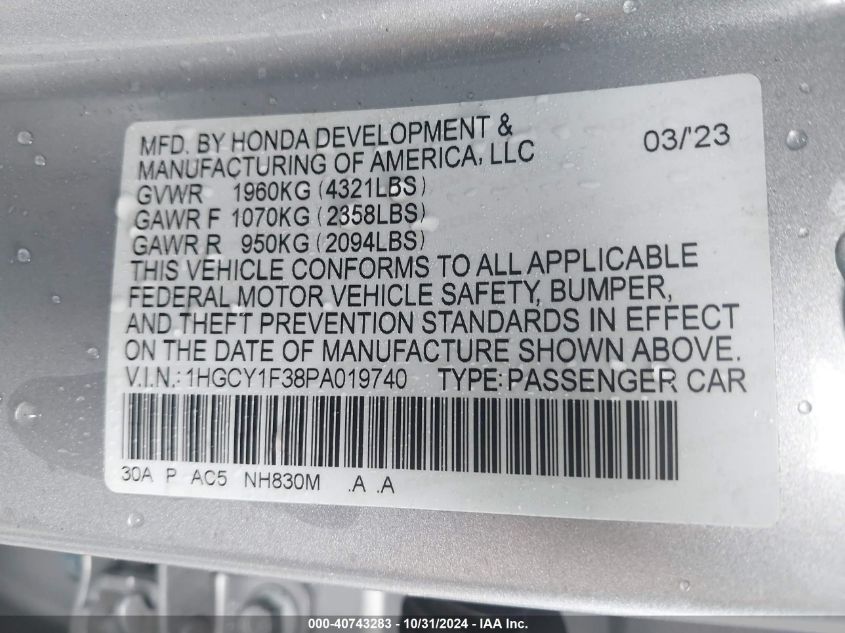 MFD. BY HONDA DEVELOPMENT &
MANUFACTURING OF AMERICA, LLC
03/'23
GVWR 1960KG (4321LBS)
GAWR F 1070KG (2358LBS)
GAWR R 950KG (2094LBS)
THIS VEHICLE CONFORMS TO ALL APPLICABLE
FEDERAL MOTOR VEHICLE SAFETY, BUMPER,
AND THEFT PREVENTION STANDARDS IN EFFECT
ON THE DATE OF MANUFACTURE SHOWN ABOVE.
V.I.N.: 1HGCY1F38PA019740 TYPE: PASSENGER CAR
30A P AC5 NH830M .A .A
000-40743283 - 10/31/2024 - IAAI Inc.